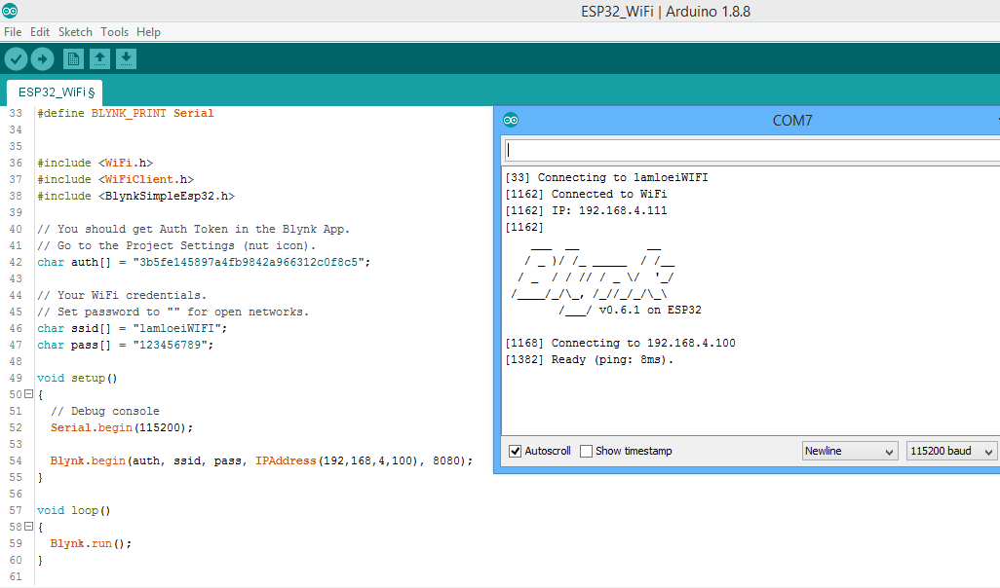 ESP32_WiFi | Arduino 1.8.8
File Edit Sketch Tools Help
ESP32_WiFi §
33 #define BLYNK_PRINT Serial
34
35
36 #include <WiFi.h>
37 #include <WiFiClient.h>
38 #include <BlynkSimpleEsp32.h>
39
40 // You should get Auth Token in the Blynk App.
41 // Go to the Project Settings (nut icon).
42 char auth[] = "3b5fe145897a4fb9842a966312c0f8c5";
43
44 // Your WiFi credentials.
45 // Set password to "" for open networks.
46 char ssid[] = "lamloeiWIFI";
47 char pass[] = "123456789";
48
49 void setup()
50 {
51 // Debug console
52 Serial.begin(115200);
53
54 Blynk.begin(auth, ssid, pass, IPAddress(192,168,4,100), 8080);
55 }
56
57 void loop()
58 {
59 Blynk.run();
60 }
61
COM7
[33] Connecting to lamloeiWIFI
[1162] Connected to WiFi
[1162] IP: 192.168.4.111
[1162]
    ___  __          __
   / _ )/ /_ _____  / /__
  / _  / / // / _ \/  '_/
 /____/_/\_, /_//_/_/\_\
        /___/ v0.6.1 on ESP32
[1168] Connecting to 192.168.4.100
[1382] Ready (ping: 8ms).
Autoscroll Show timestamp Newline 115200 baud